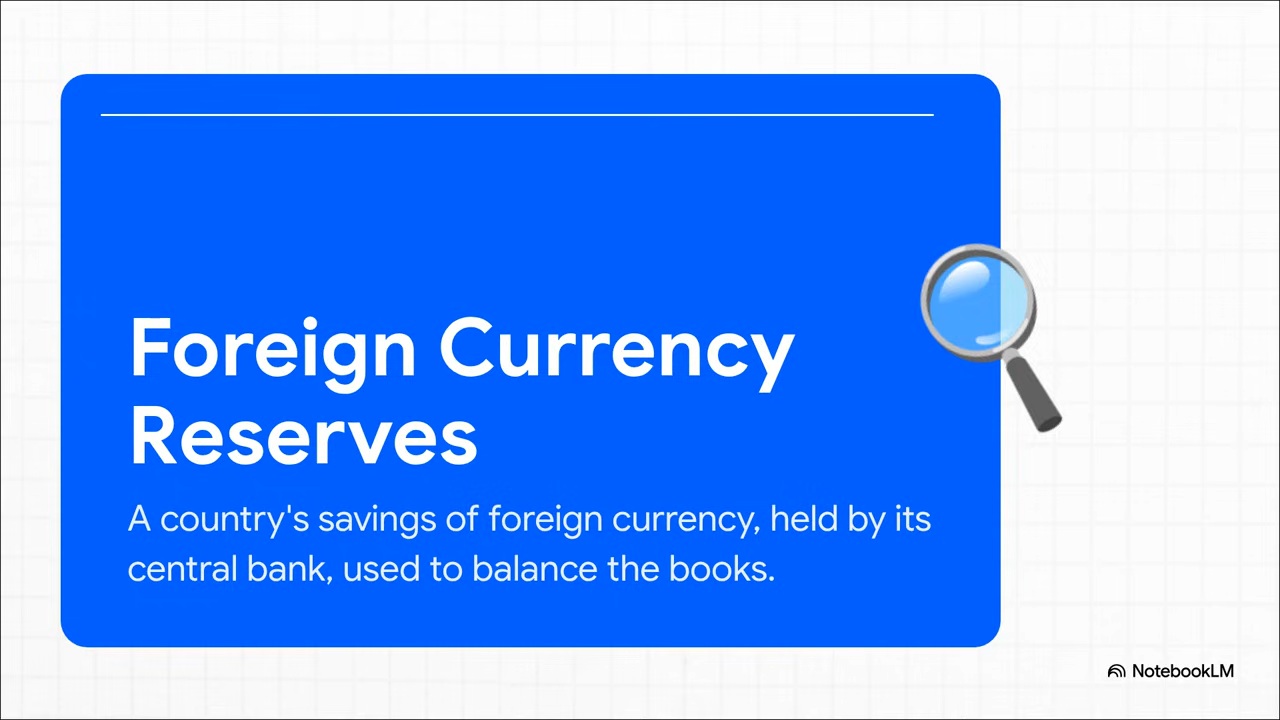 Foreign Currency
Reserves
A country's savings of foreign currency, held by its
central bank, used to balance the books.
NotebookLM